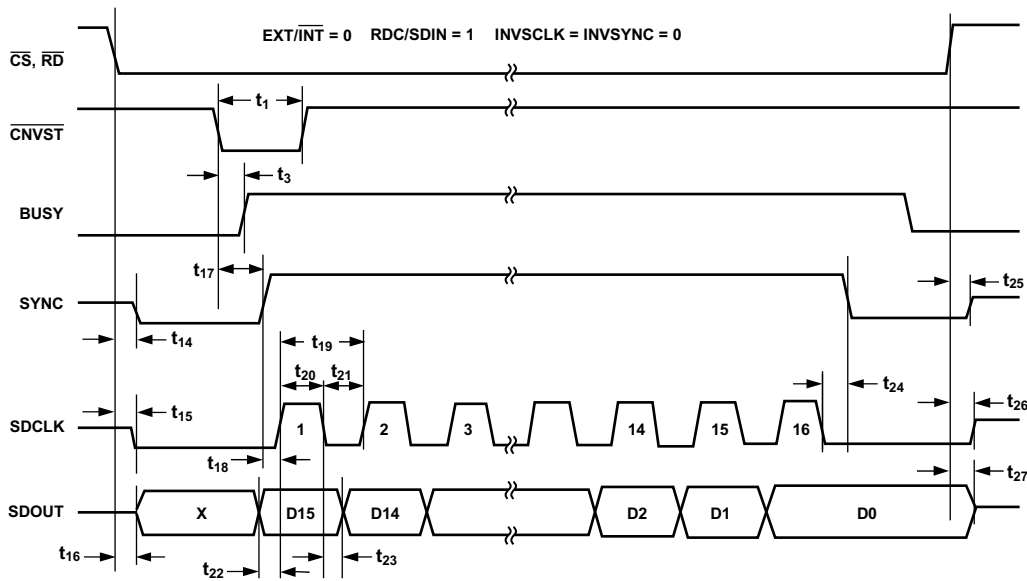 EXT/INT = 0 RDC/SDIN = 1 INVSCLK = INVSYNC = 0
CS, RD
t1
CNVST
t3
BUSY
t17
SYNC
t25
t14
t19
t20 t21
t24
t15
t26
SDCLK
1 2 3 14 15 16
t18
t27
SDOUT
X D15 D14 D2 D1 D0
t16
t22
t23